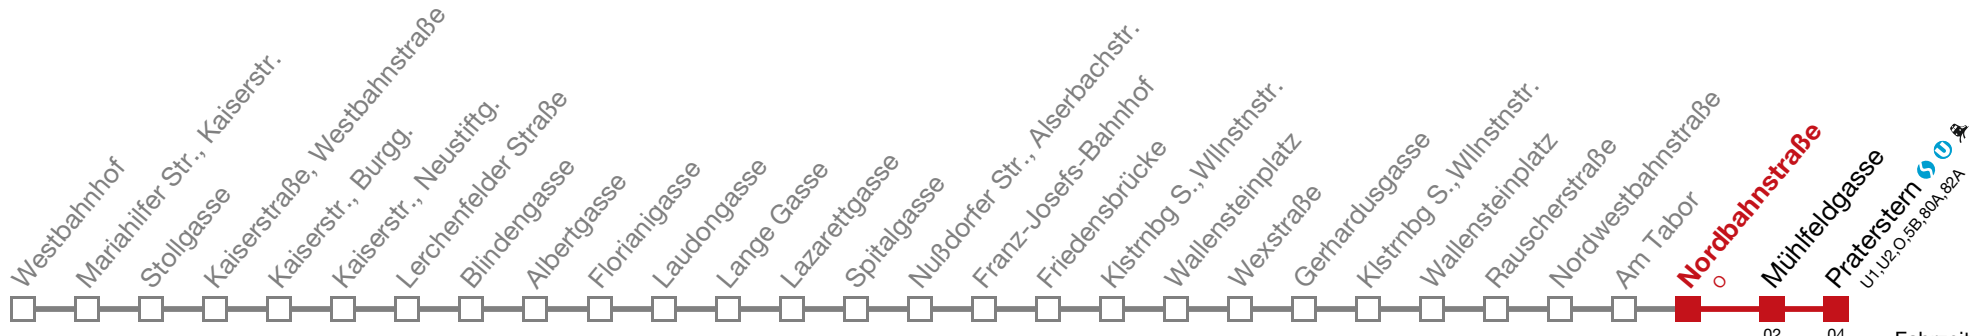 Westbahnhof
Mariahilfer Str., Kaiserstr.
Stollgasse
Kaiserstraße, Westbahnstraße
Kaiserstr., Burgg.
Kaiserstr., Neustiftg.
Lerchenfelder Straße
Blindengasse
Albertgasse
Florianigasse
Laudongasse
Lange Gasse
Lazarettgasse
Spitalgasse
Nußdorfer Str., Alserbachstr.
Franz-Josefs-Bahnhof
Friedensbrücke
Klstrnbg S., Wllnstnstr.
Wallensteinplatz
Wexstraße
Gerhardusgasse
Klstrnbg S., Wllnstnstr.
Wallensteinplatz
Rauscherstraße
Nordwestbahnstraße
Am Tabor
Nordbahnstraße
O
Mühlfeldgasse
Praterstern S U
U1,U2,O,5B,80A,82A
02 04